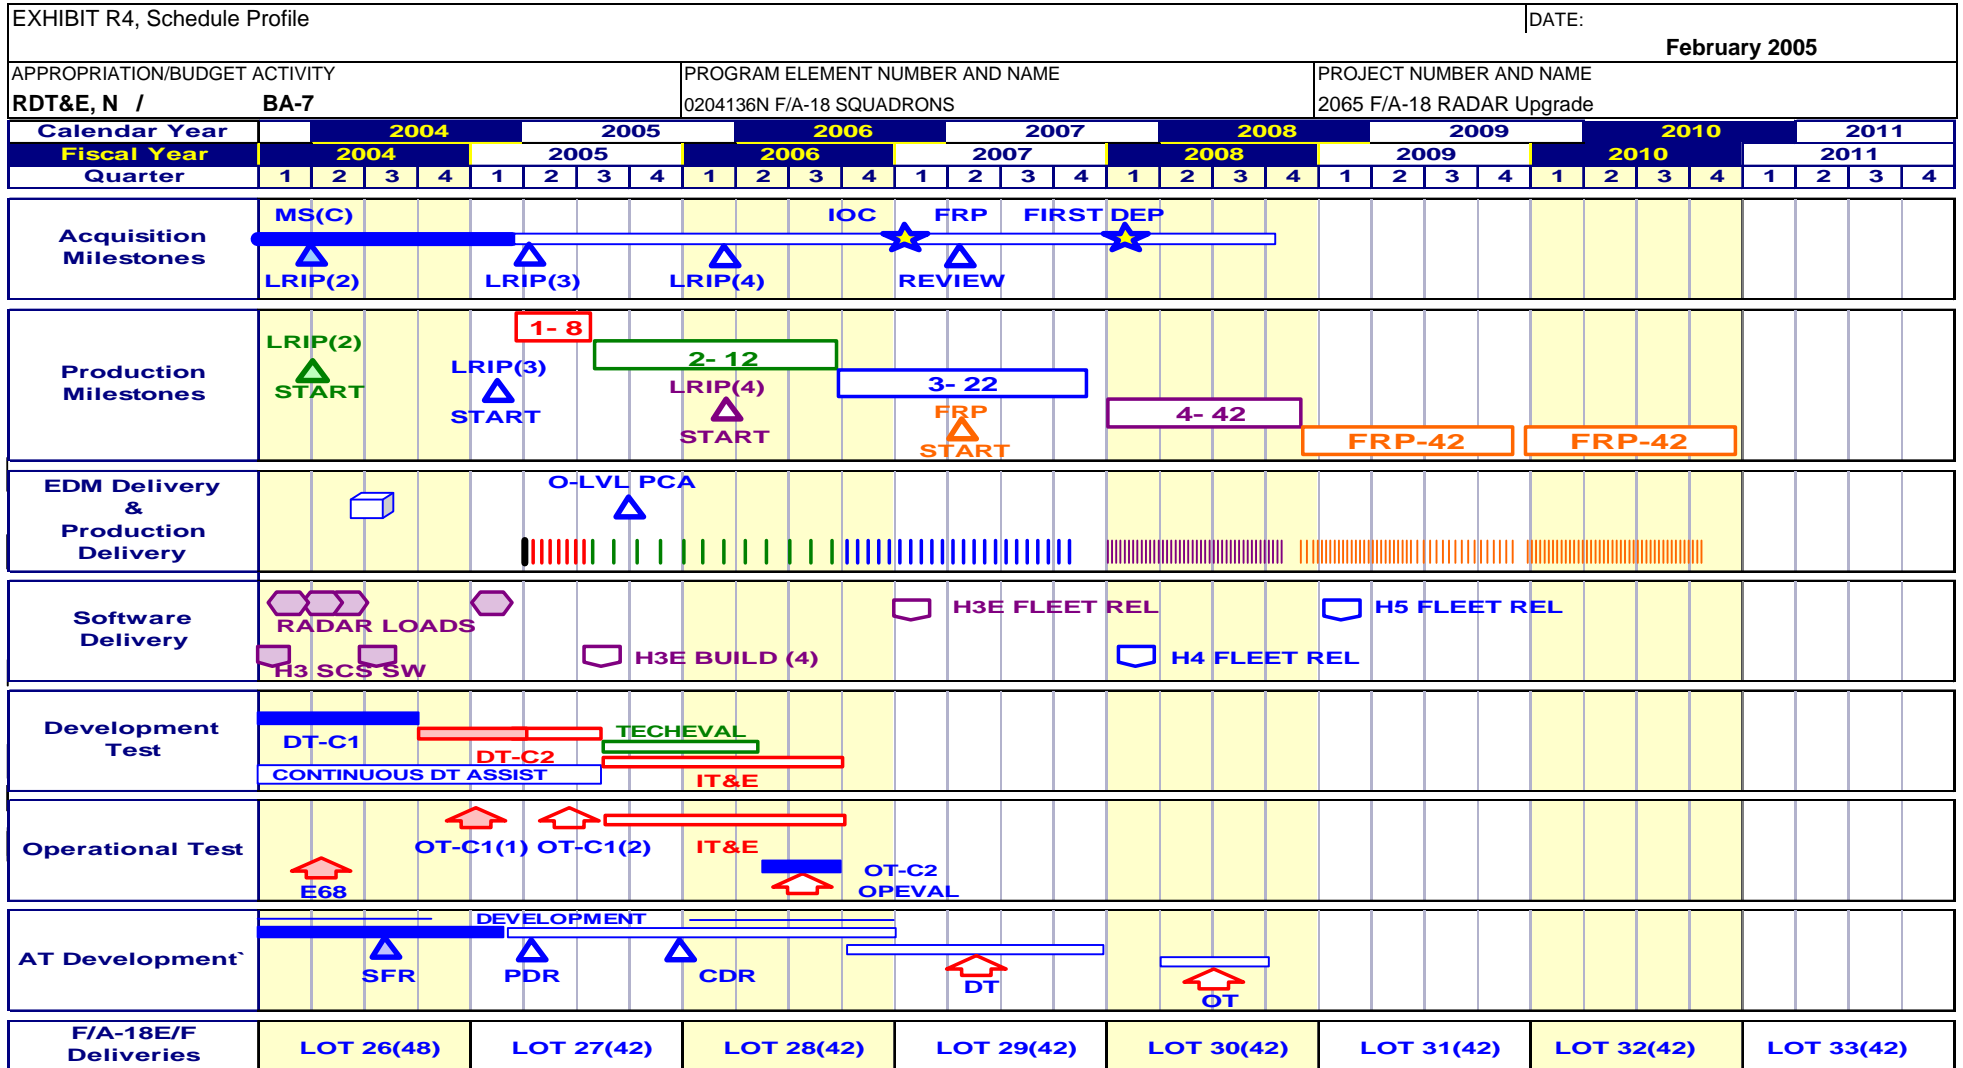 EXHIBIT R4, Schedule Profile
DATE:
February 2005
APPROPRIATION/BUDGET ACTIVITY
PROGRAM ELEMENT NUMBER AND NAME
PROJECT NUMBER AND NAME
RDT&E, N / BA-7
0204136N F/A-18 SQUADRONS
2065 F/A-18 RADAR Upgrade
Calendar Year 2004 2005 2006 2007 2008 2009 2010 2011
Fiscal Year 2004 2005 2006 2007 2008 2009 2010 2011
Quarter 1 2 3 4 1 2 3 4 1 2 3 4 1 2 3 4 1 2 3 4 1 2 3 4 1 2 3 4 1 2 3 4
Acquisition
Milestones
MS(C) IOC FRP FIRST DEP
LRIP(2) LRIP(3) LRIP(4) REVIEW
Production
Milestones
1- 8
LRIP(2)
START
2- 12
LRIP(3)
START
3- 22
LRIP(4)
START
4- 42
FRP
START
FRP-42 FRP-42
EDM Delivery
&
Production
Delivery
O-LVL PCA
Software
Delivery
RADAR LOADS
H3E FLEET REL
H5 FLEET REL
H3 SCS SW
H3E BUILD (4)
H4 FLEET REL
Development
Test
DT-C1
DT-C2
TECHEVAL
CONTINUOUS DT ASSIST
IT&E
Operational Test
OT-C1(1) OT-C1(2)
IT&E
E68
OT-C2
OPEVAL
AT Development`
DEVELOPMENT
SFR PDR CDR
DT
OT
F/A-18E/F
Deliveries
LOT 26(48) LOT 27(42) LOT 28(42) LOT 29(42) LOT 30(42) LOT 31(42) LOT 32(42) LOT 33(42)